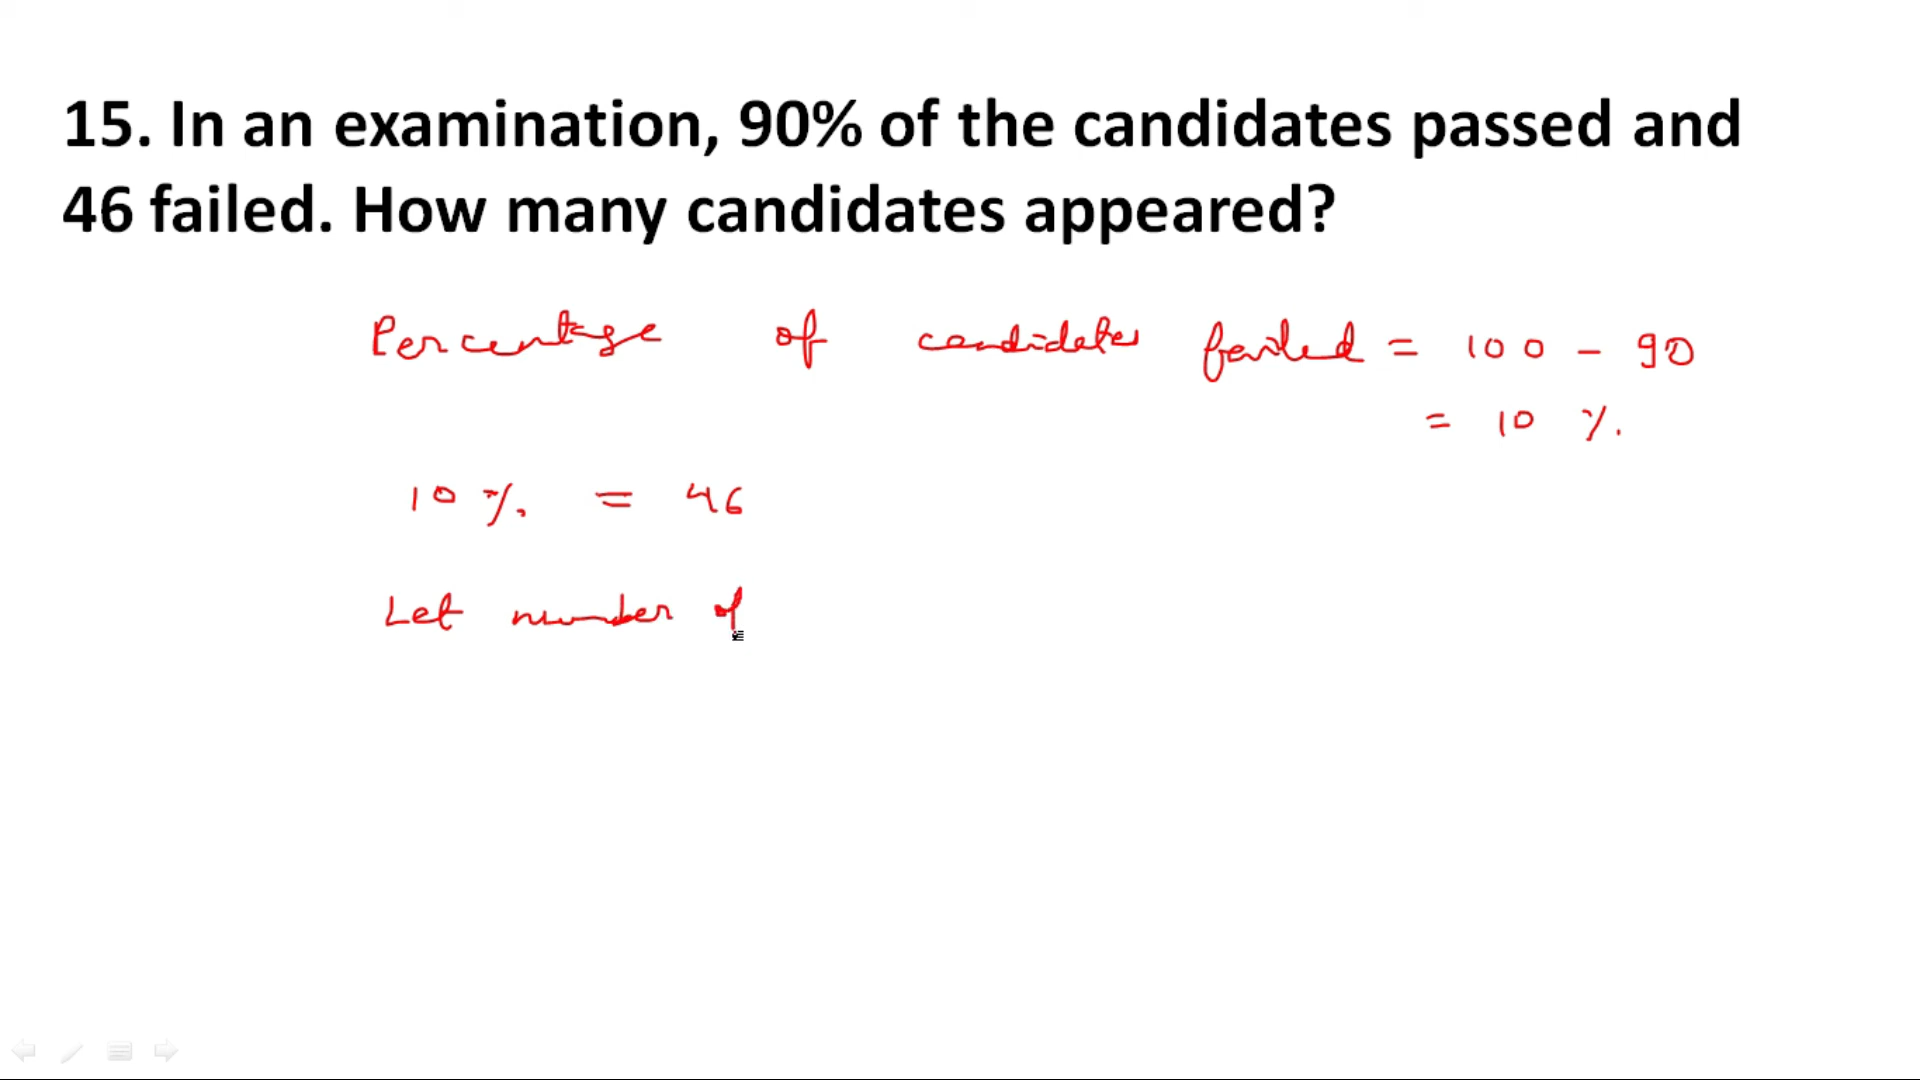 15. In an examination, 90% of the candidates passed and
46 failed. How many candidates appeared?
Percentage of candidates failed = 100 - 90
= 10 %.
10 %. = 46
Let number of